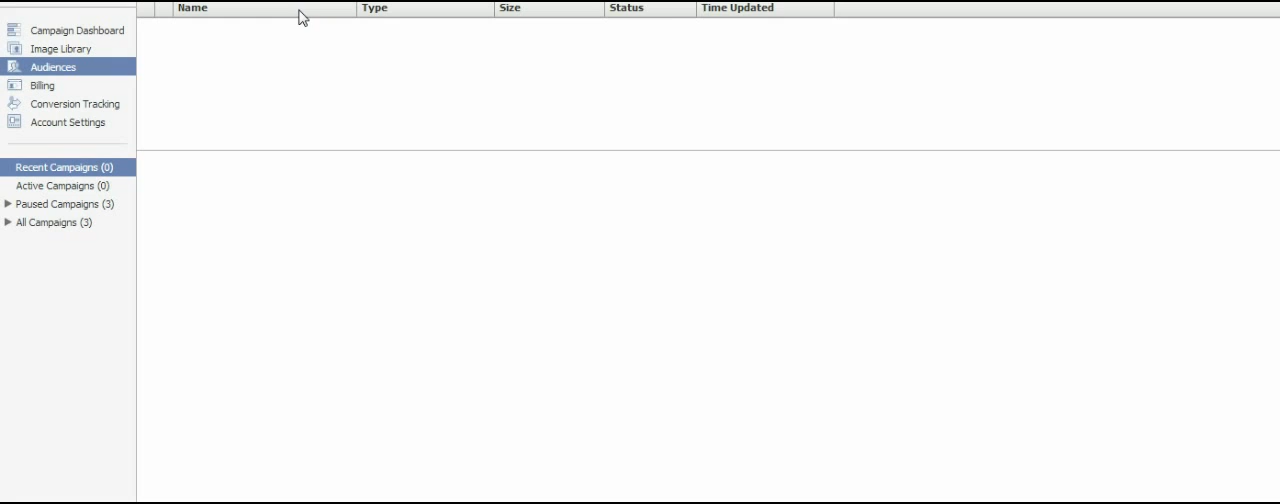 Name Type Size Status Time Updated
Campaign Dashboard
Image Library
Audiences
Billing
Conversion Tracking
Account Settings
Recent Campaigns (0)
Active Campaigns (0)
Paused Campaigns (3)
All Campaigns (3)